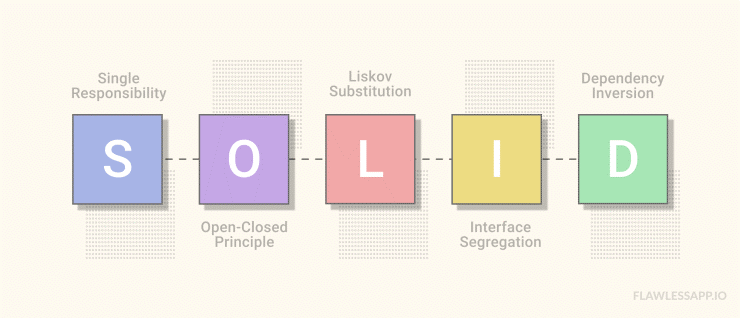 Single
Responsibility
Liskov
Substitution
Dependency
Inversion
S
O
L
I
D
Open-Closed
Principle
Interface
Segregation
FLAWLESSAPP.IO